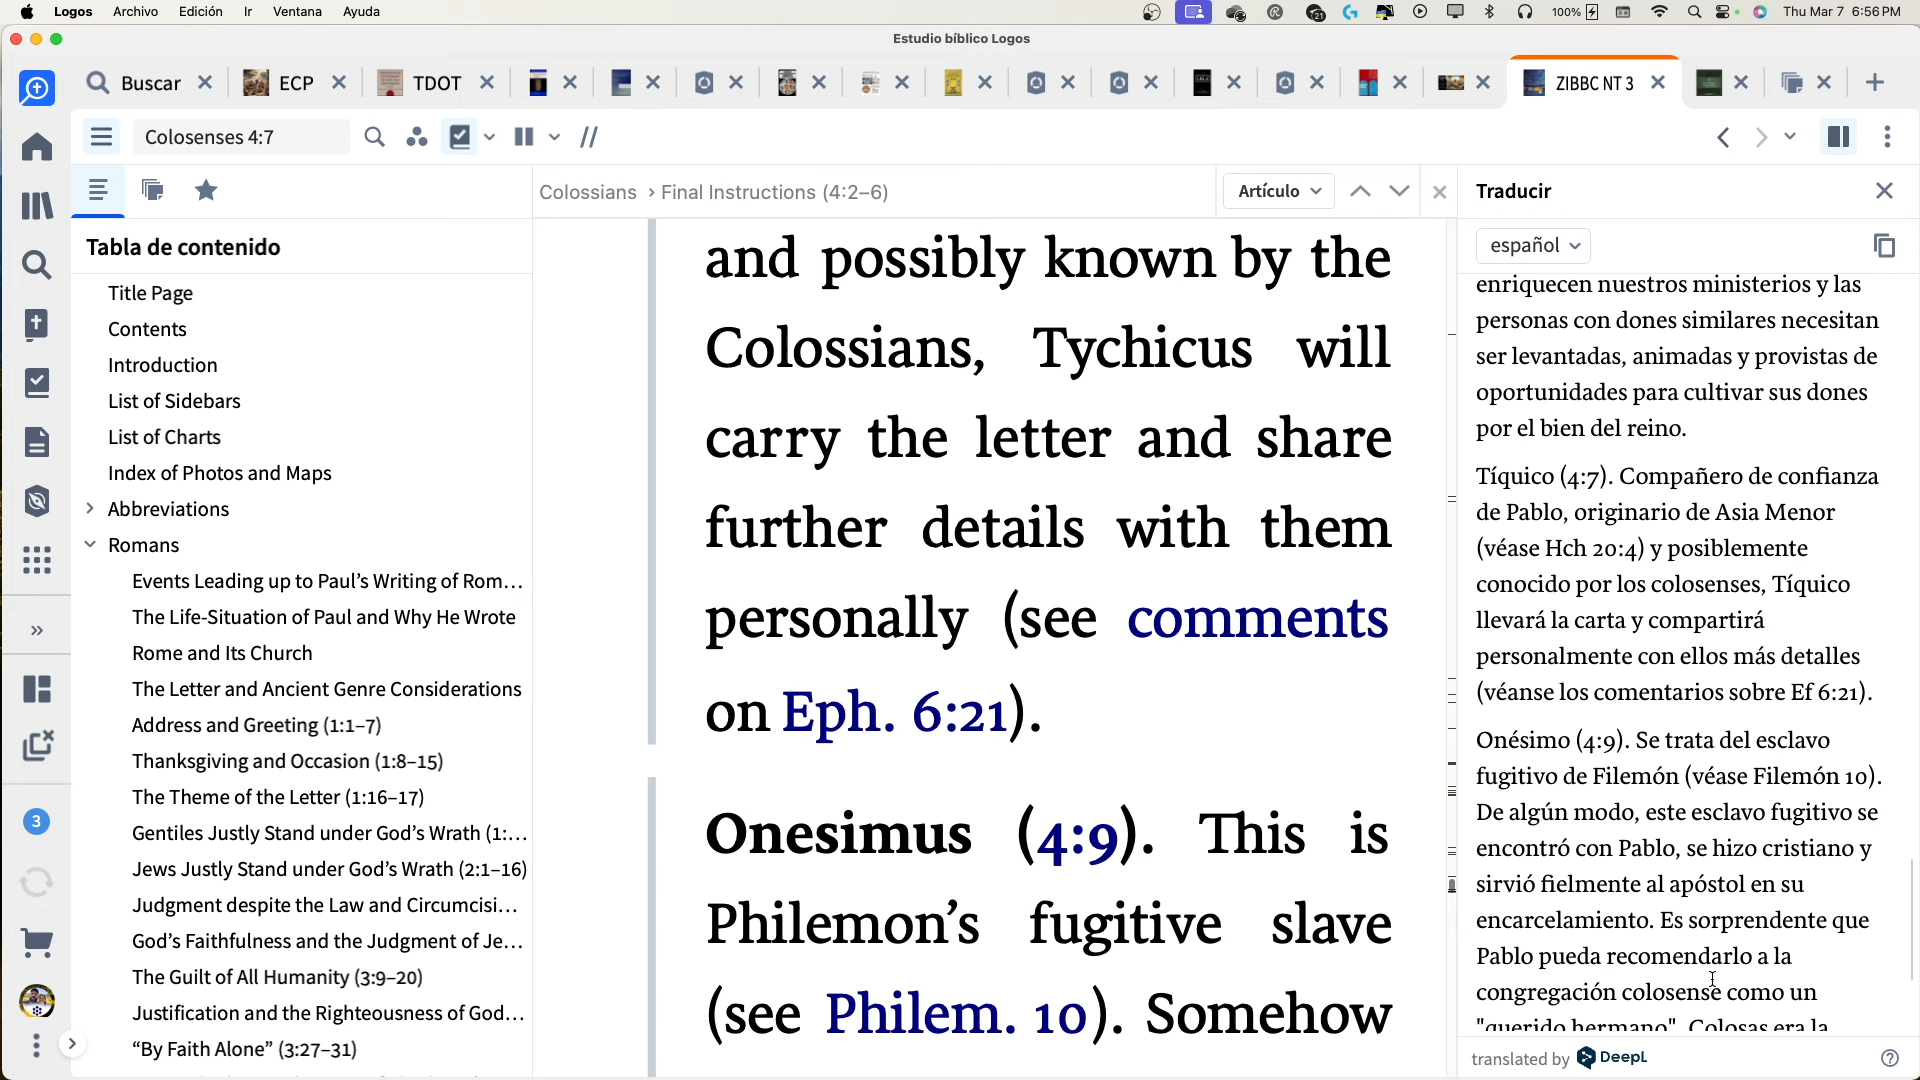 Logos Archivo Edición Ir Ventana Ayuda
21
100%
Thu Mar 7 6:56 PM
Estudio bíblico Logos
Buscar
ECP
TDOT
ZIBBC NT 3
Colosenses 4:7
Colossians › Final Instructions (4:2–6)
Artículo
Tabla de contenido
Title Page
Contents
Introduction
List of Sidebars
List of Charts
Index of Photos and Maps
Abbreviations
Romans
Events Leading up to Paul's Writing of Rom...
The Life-Situation of Paul and Why He Wrote
Rome and Its Church
The Letter and Ancient Genre Considerations
Address and Greeting (1:1–7)
Thanksgiving and Occasion (1:8–15)
The Theme of the Letter (1:16–17)
Gentiles Justly Stand under God's Wrath (1:...
Jews Justly Stand under God's Wrath (2:1–16)
Judgment despite the Law and Circumcisi...
God's Faithfulness and the Judgment of Je...
The Guilt of All Humanity (3:9–20)
Justification and the Righteousness of God...
“By Faith Alone” (3:27–31)
3
and possibly known by the
Colossians, Tychicus will
carry the letter and share
further details with them
personally (see comments
on Eph. 6:21).
Onesimus (4:9). This is
Philemon’s fugitive slave
(see Philem. 10). Somehow
Traducir
español
enriquecen nuestros ministerios y las
personas con dones similares necesitan
ser levantadas, animadas y provistas de
oportunidades para cultivar sus dones
por el bien del reino.
Tíquico (4:7). Compañero de confianza
de Pablo, originario de Asia Menor
(véase Hch 20:4) y posiblemente
conocido por los colosenses, Tíquico
llevará la carta y compartirá
personalmente con ellos más detalles
(véanse los comentarios sobre Ef 6:21).
Onésimo (4:9). Se trata del esclavo
fugitivo de Filemón (véase Filemón 10).
De algún modo, este esclavo fugitivo se
encontró con Pablo, se hizo cristiano y
sirvió fielmente al apóstol en su
encarcelamiento. Es sorprendente que
Pablo pueda recomendarlo a la
congregación colosense como un
"querido hermano". Colosas era la
translated by DeepL